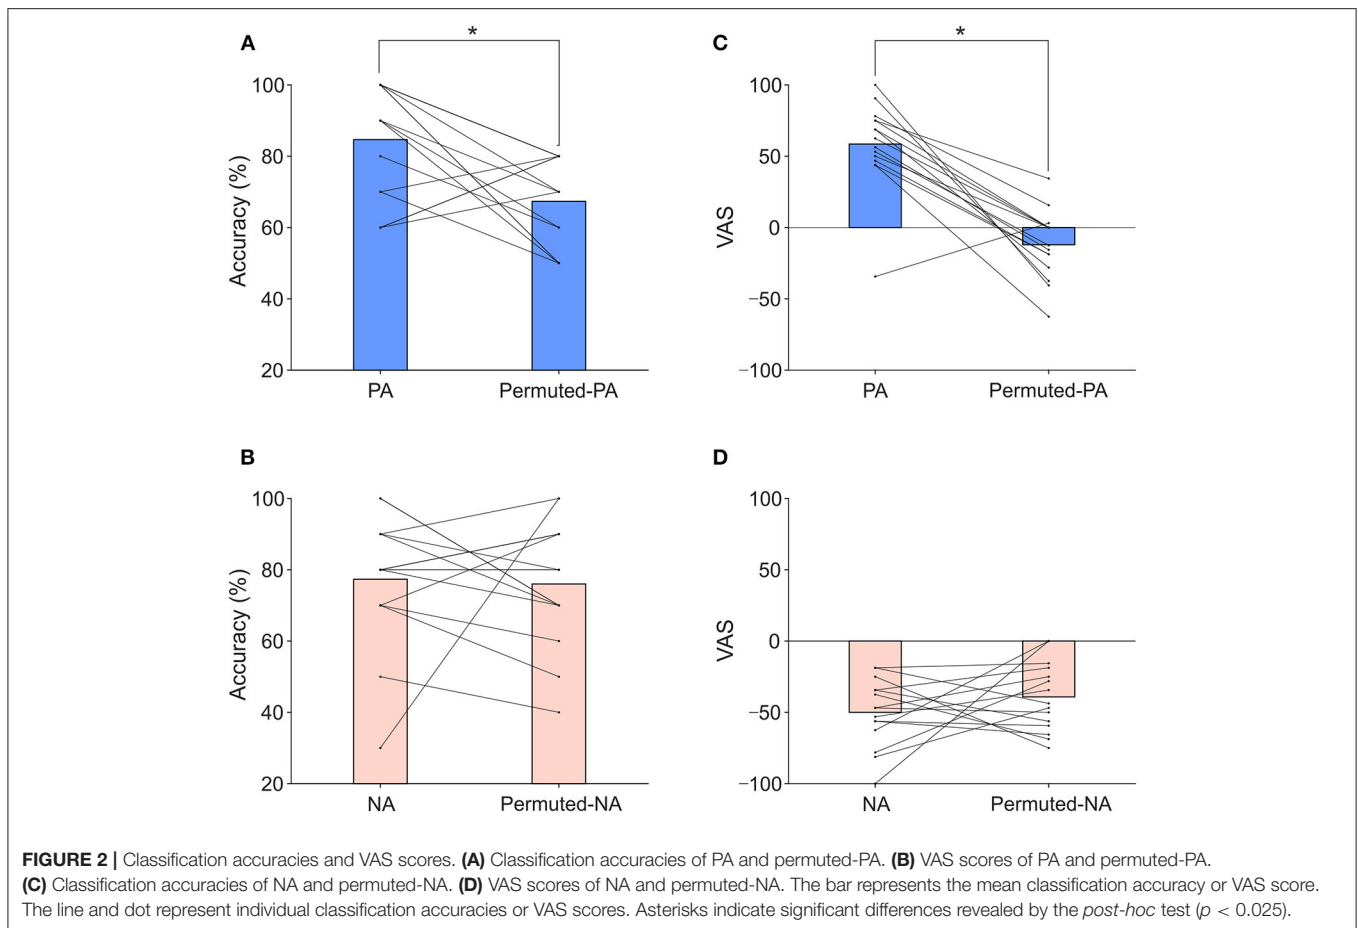 A
*
Accuracy (%)
100
80
60
40
20
PA
Permuted-PA
C
*
VAS
100
50
0
−50
−100
PA
Permuted-PA
B
Accuracy (%)
100
80
60
40
20
NA
Permuted-NA
D
VAS
100
50
0
−50
−100
NA
Permuted-NA
FIGURE 2 | Classification accuracies and VAS scores. (A) Classification accuracies of PA and permuted-PA. (B) VAS scores of PA and permuted-PA.
(C) Classification accuracies of NA and permuted-NA. (D) VAS scores of NA and permuted-NA. The bar represents the mean classification accuracy or VAS score.
The line and dot represent individual classification accuracies or VAS scores. Asterisks indicate significant differences revealed by the post-hoc test (p < 0.025).